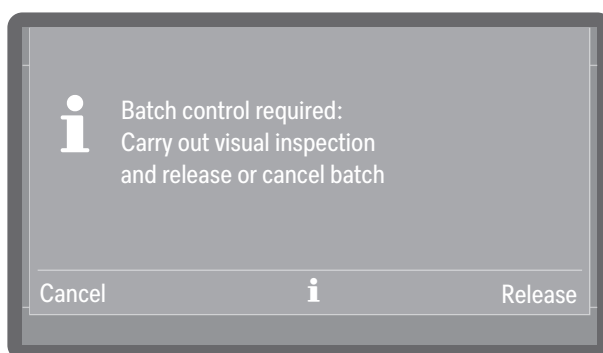 Batch control required:
Carry out visual inspection
and release or cancel batch
Cancel
i
Release